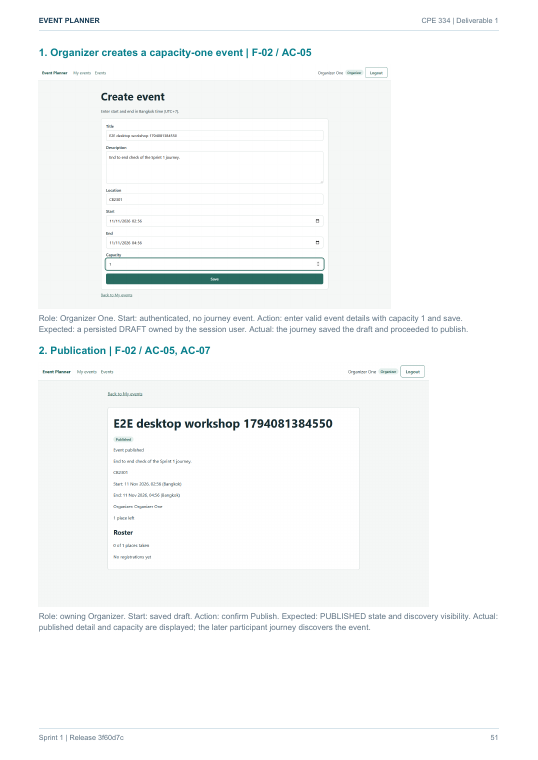 EVENT PLANNER
CPE 334 | Deliverable 1
1. Organizer creates a capacity-one event | F-02 / AC-05
Event Planner My events Events
Organizer One Organizer Logout
Create event
Enter start and end in Bangkok time (UTC+7).
Title
E2E desktop workshop 1794081384550
Description
End to end check of the Sprint 1 journey.
Location
CB2301
Start
11/11/2026 02:56
End
11/11/2026 04:56
Capacity
1
Save
Back to My events
Role: Organizer One. Start: authenticated, no journey event. Action: enter valid event details with capacity 1 and save.
Expected: a persisted DRAFT owned by the session user. Actual: the journey saved the draft and proceeded to publish.
2. Publication | F-02 / AC-05, AC-07
Event Planner My events Events
Organizer One Organizer Logout
Back to My events
E2E desktop workshop 1794081384550
Published
Event published
End to end check of the Sprint 1 journey.
CB2301
Start: 11 Nov 2026, 02:56 (Bangkok)
End: 11 Nov 2026, 04:56 (Bangkok)
Organizer: Organizer One
1 place left
Roster
0 of 1 places taken
No registrations yet
Role: owning Organizer. Start: saved draft. Action: confirm Publish. Expected: PUBLISHED state and discovery visibility. Actual:
published detail and capacity are displayed; the later participant journey discovers the event.
Sprint 1 | Release 3f60d7c
51